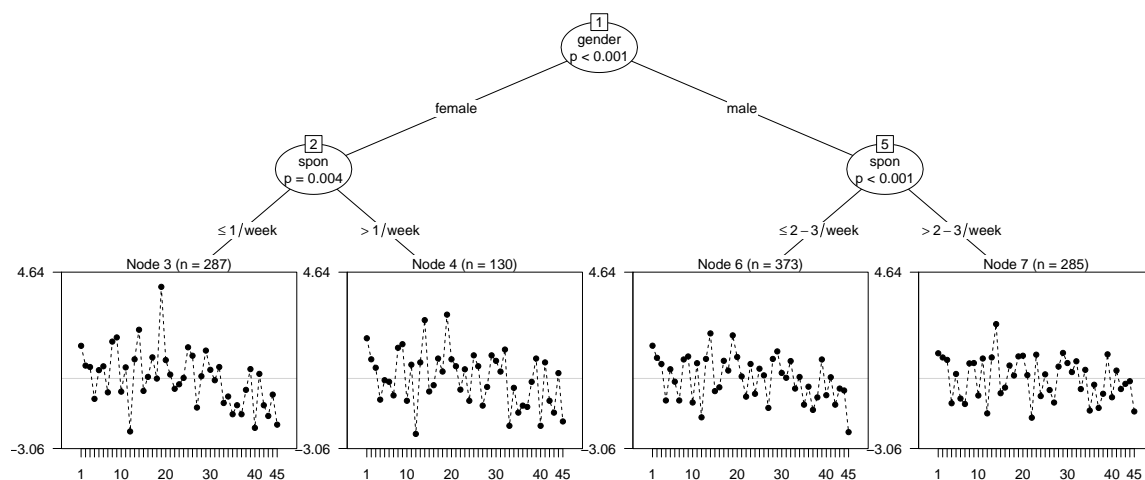 1
gender
p < 0.001
female
male
2
spon
p = 0.004
5
spon
p < 0.001
≤ 1/week
> 1/week
≤ 2−3/week
> 2−3/week
Node 3 (n = 287)
4.64
−3.06
1 10 20 30 40 45
Node 4 (n = 130)
4.64
−3.06
1 10 20 30 40 45
Node 6 (n = 373)
4.64
−3.06
1 10 20 30 40 45
Node 7 (n = 285)
4.64
−3.06
1 10 20 30 40 45